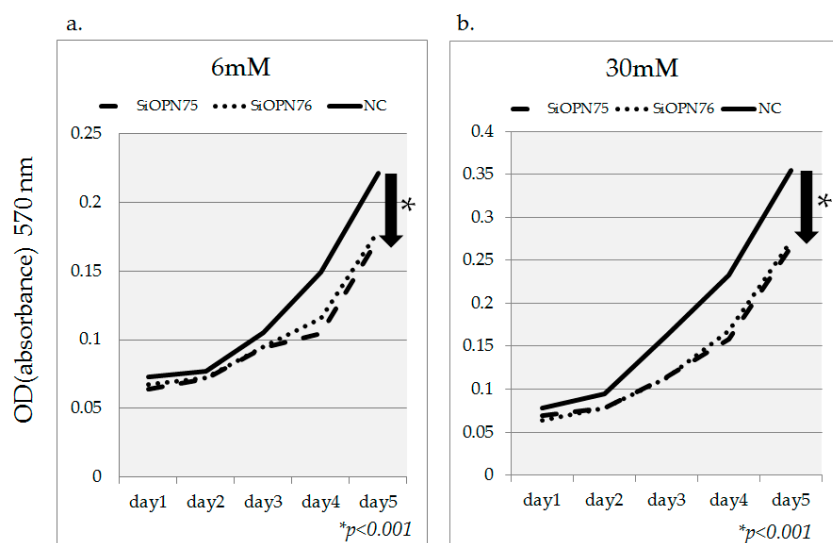 a.
6mM
SiOPN75 SiOPN76 NC
OD(absorbance) 570 nm
0.25
0.2
0.15
0.1
0.05
0
*
day1 day2 day3 day4 day5
*p<0.001
b.
30mM
SiOPN75 SiOPN76 NC
0.4
0.35
0.3
0.25
0.2
0.15
0.1
0.05
0
*
day1 day2 day3 day4 day5
*p<0.001